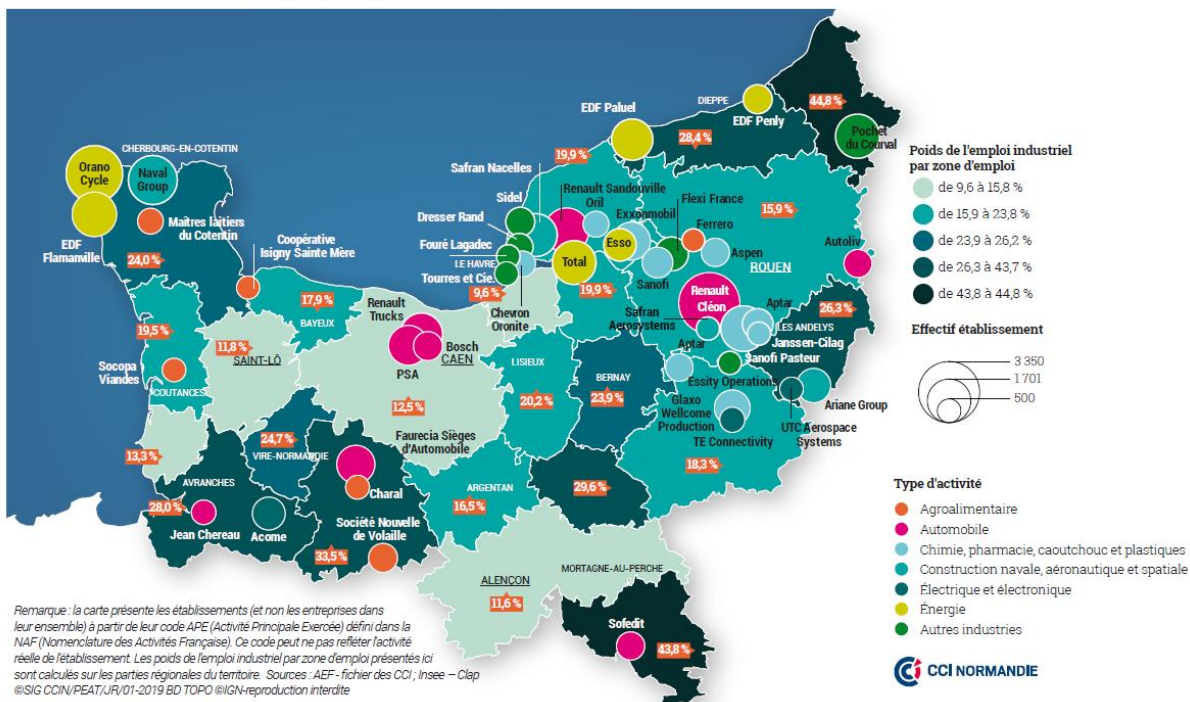 44,8 %
DIEPPE
EDF Paluel
EDF Penly
28,4 %
Pochet
du Courval
Orano
Cycle
CHERBOURG-EN-COTENTIN
Naval
Group
19,9 %
Safran Nacelles
Renault Sandouville
Oril
Flexi France
Sidel
Exxonmobil
Ferrero
15,9 %
Maîtres laitiers
du Cotentin
Dresser Rand
Esso
Aspen
Autoliv
EDF
Flamanville
Coopérative
Isigny Sainte Mère
Fouré Lagadec
LE HAVRE
Total
ROUEN
24,0 %
Tourres et Cie.
Sanofi
9,6 %
19,9 %
17,9 %
BAYEUX
Renault
Trucks
Chevron
Oronite
Renault
Cléon
Safran
Aerosystems
Aptar
26,3 %
19,5 %
11,8 %
SAINT-LÔ
Bosch
CAEN
LES ANDELYS
Janssen-Cilag
Aptar
Sanofi Pasteur
Socopa
Viandes
COUTANCES
PSA
LISIEUX
BERNAY
Essity Operations
12,5 %
20,2 %
23,9 %
Glaxo
Wellcome
Production
Ariane Group
UTC Aerospace
Systems
TE Connectivity
13,3 %
24,7 %
VIRE-NORMANDIE
Faurecia Sièges
d'Automobile
18,3 %
AVRANCHES
28,0 %
Charal
ARGENTAN
16,5 %
29,6 %
Jean Chereau
Acome
Société Nouvelle
de Volaille
33,5 %
ALENÇON
11,6 %
MORTAGNE-AU-PERCHE
Sofedit
43,8 %
Poids de l'emploi industriel
par zone d'emploi
de 9,6 à 15,8 %
de 15,9 à 23,8 %
de 23,9 à 26,2 %
de 26,3 à 43,7 %
de 43,8 à 44,8 %
Effectif établissement
3 350
1 701
500
Type d'activité
Agroalimentaire
Automobile
Chimie, pharmacie, caoutchouc et plastiques
Construction navale, aéronautique et spatiale
Électrique et électronique
Énergie
Autres industries
CCI NORMANDIE
Remarque : la carte présente les établissements (et non les entreprises dans
leur ensemble) à partir de leur code APE (Activité Principale Exercée) défini dans la
NAF (Nomenclature des Activités Française). Ce code peut ne pas refléter l'activité
réelle de l'établissement. Les poids de l'emploi industriel par zone d'emploi présentés ici
sont calculés sur les parties régionales du territoire. Sources : AEF - fichier des CCI ; Insee – Clap
©SIG CCIN/PEAT/JR/01-2019 BD TOPO ©IGN-reproduction interdite